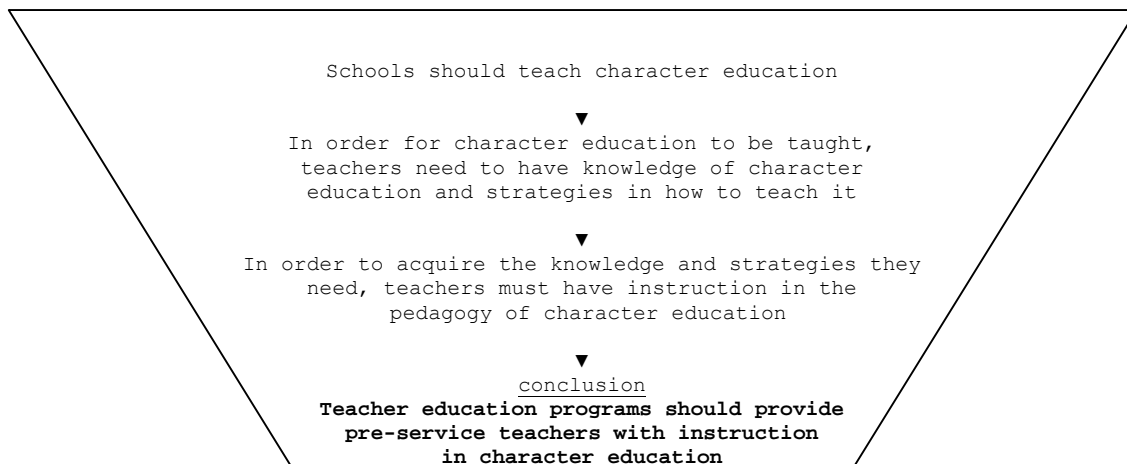 Schools should teach character education
▼
In order for character education to be taught,
teachers need to have knowledge of character
education and strategies in how to teach it
▼
In order to acquire the knowledge and strategies they
need, teachers must have instruction in the
pedagogy of character education
▼
conclusion
Teacher education programs should provide
pre-service teachers with instruction
in character education